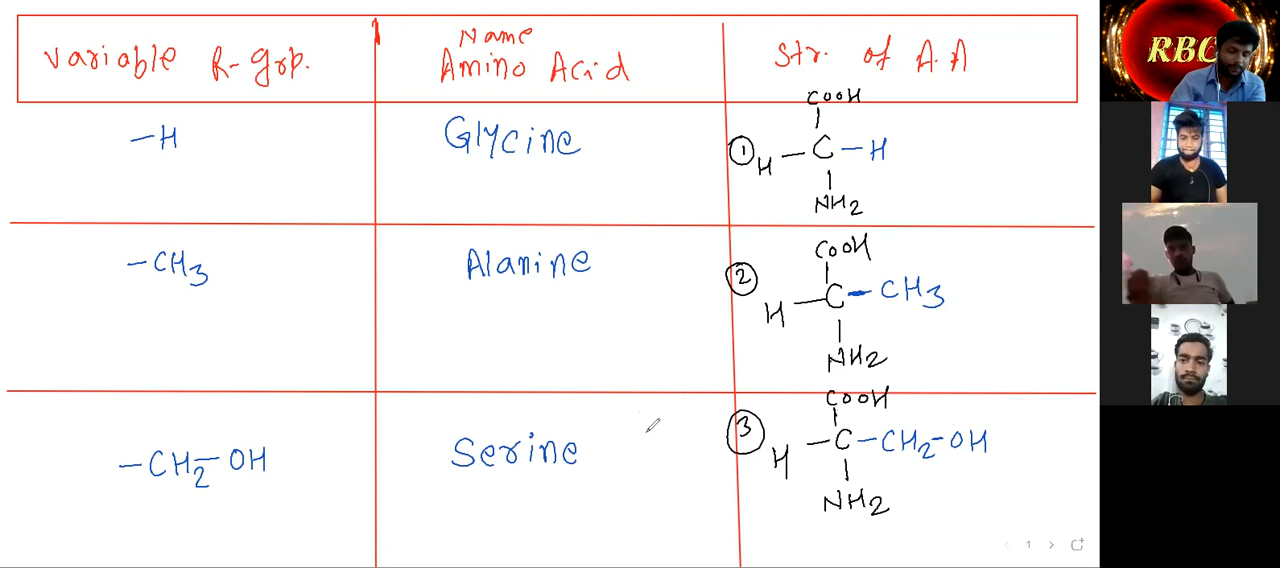 Variable R-grp.
Name
Amino Acid
Str. of A.A
-H
Glycine
COOH
① H - C - H
NH2
-CH3
Alanine
COOH
② H - C - CH3
NH2
-CH2-OH
Serine
COOH
③ H - C - CH2-OH
NH2
RBC
1